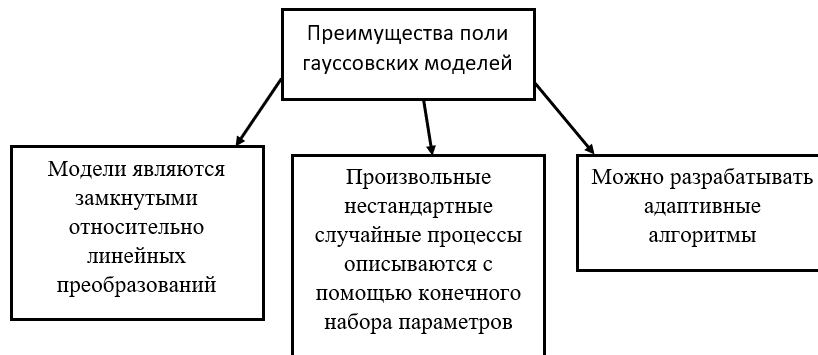 Преимущества поли
гауссовских моделей
Модели являются
замкнутыми
относительно
линейных
преобразований
Произвольные
нестандартные
случайные процессы
описываются с
помощью конечного
набора параметров
Можно разрабатывать
адаптивные
алгоритмы